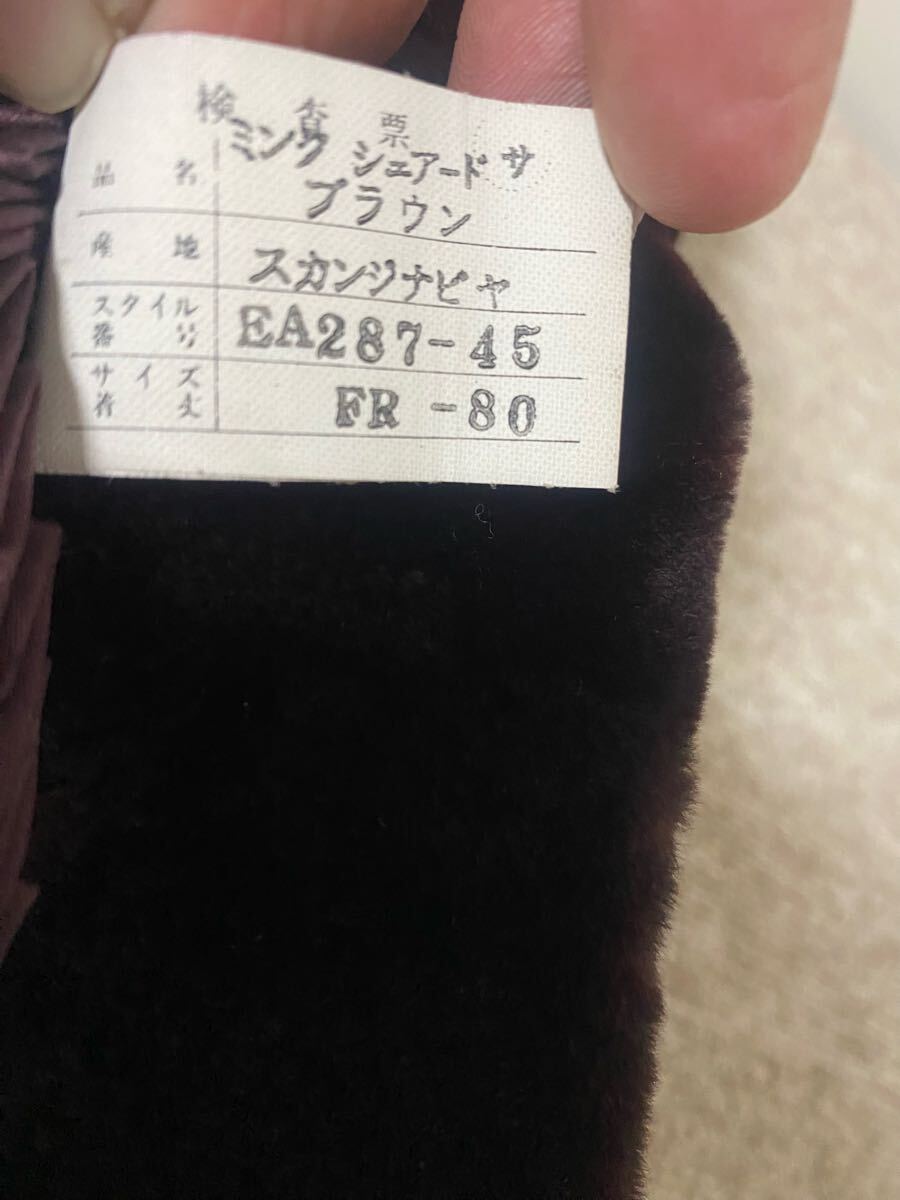 検査票
品名 ミンク シェアード サ
ブラウン
産地 スカンジナビヤ
スタイル
番号 EA287-45
サイズ
着丈 FR -80